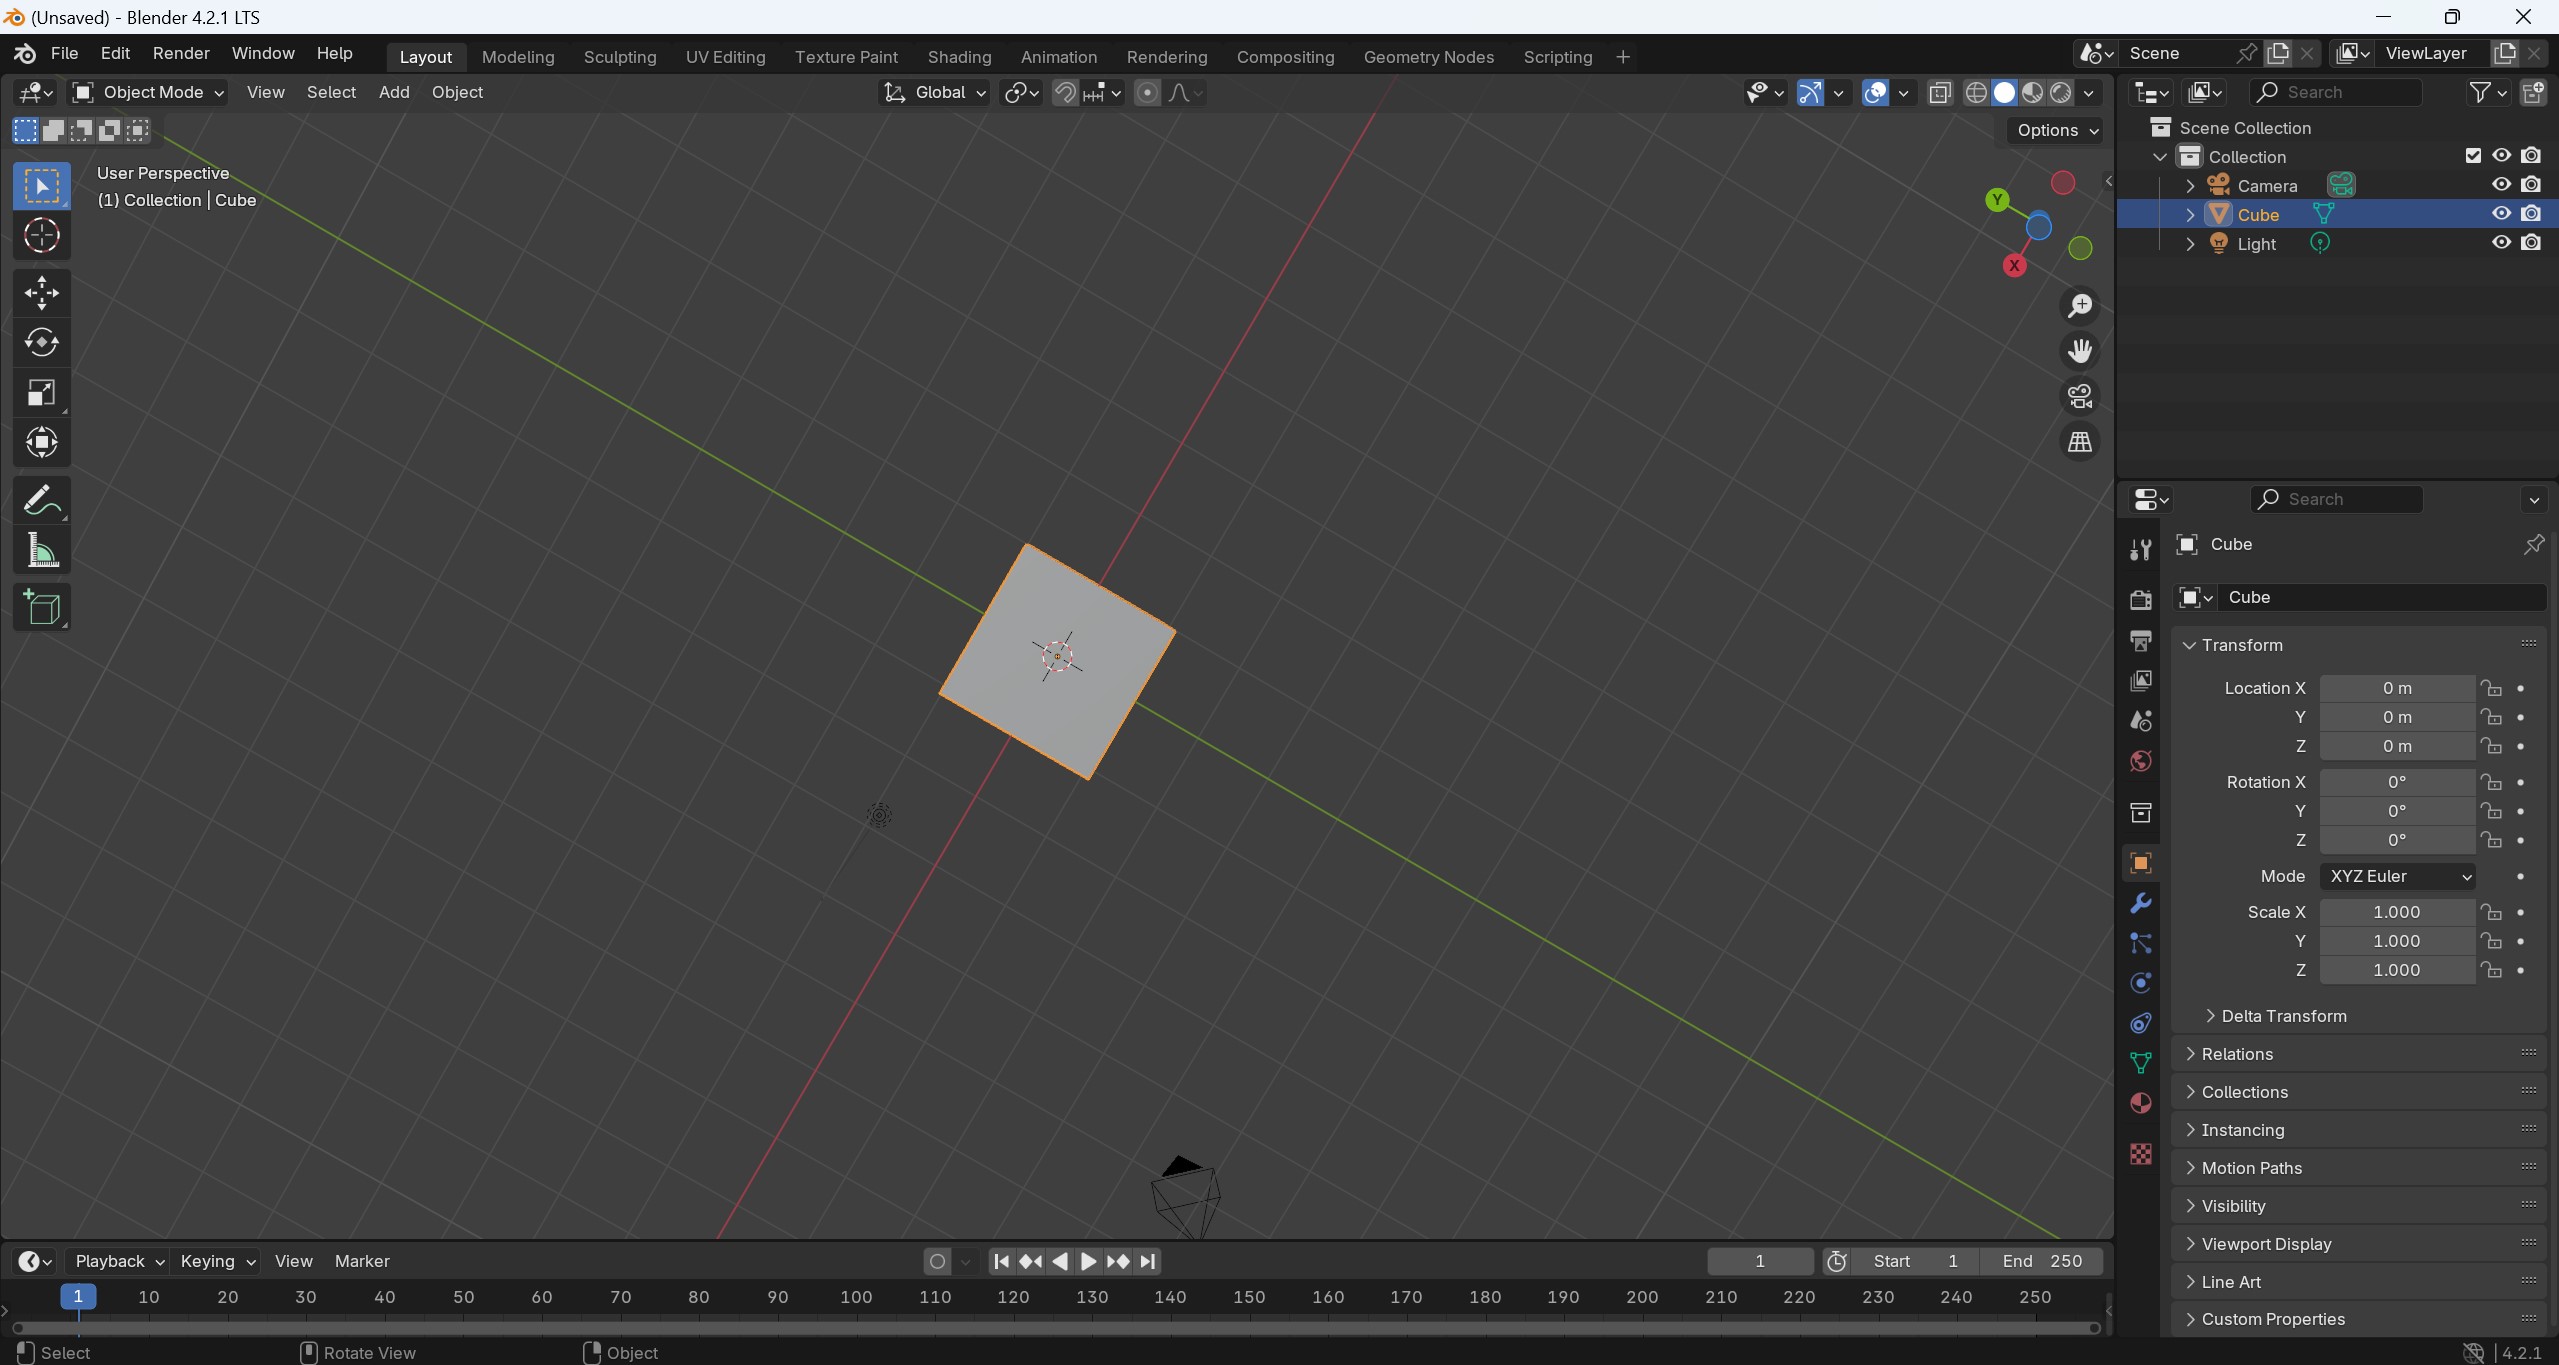 (Unsaved) - Blender 4.2.1 LTS
File Edit Render Window Help Layout Modeling Sculpting UV Editing Texture Paint Shading Animation Rendering Compositing Geometry Nodes Scripting + Scene ViewLayer
Object Mode View Select Add Object Global Search
Options
User Perspective
(1) Collection | Cube
Y
X
Scene Collection
Collection
Camera
Cube
Light
Search
Cube
Cube
Transform
Location X 0 m
Y 0 m
Z 0 m
Rotation X 0°
Y 0°
Z 0°
Mode XYZ Euler
Scale X 1.000
Y 1.000
Z 1.000
Delta Transform
Relations
Collections
Instancing
Motion Paths
Visibility
Viewport Display
Line Art
Custom Properties
Playback Keying View Marker 1 Start 1 End 250
1 10 20 30 40 50 60 70 80 90 100 110 120 130 140 150 160 170 180 190 200 210 220 230 240 250
Select Rotate View Object 4.2.1